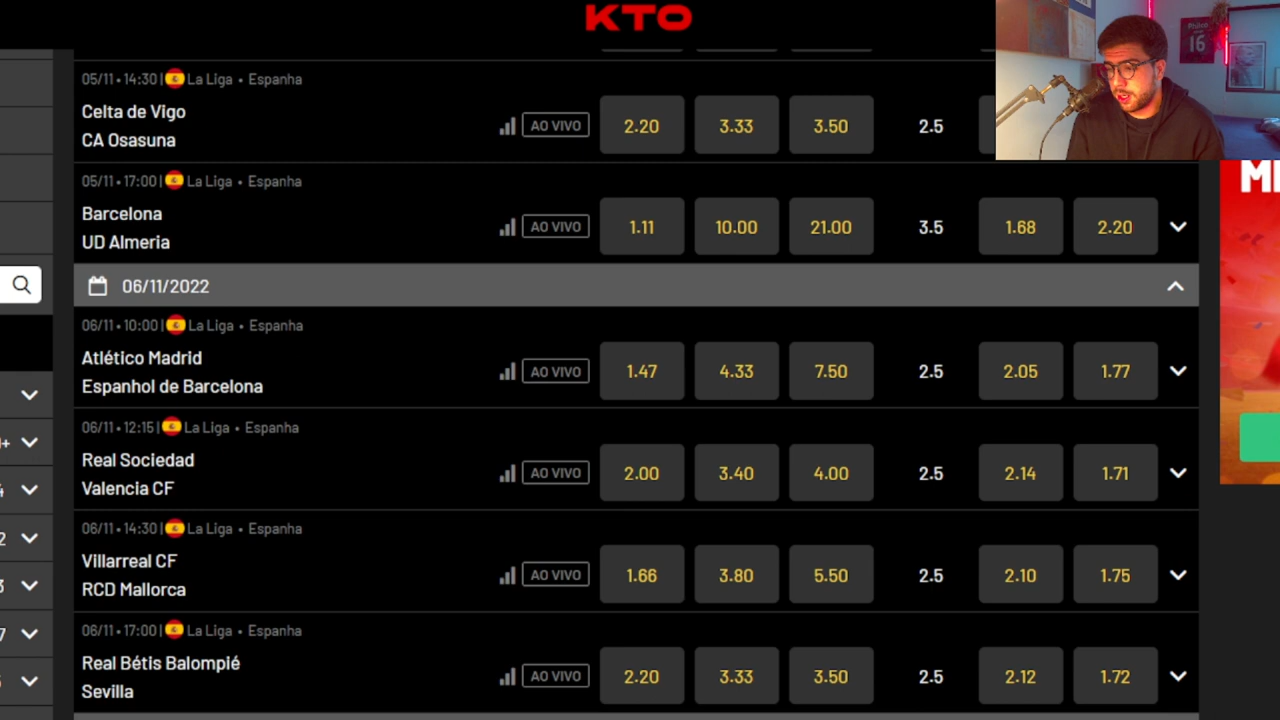 KTO
Philco
16
05/11 • 14:30 | La Liga • Espanha
Celta de Vigo
CA Osasuna
AO VIVO
2.20 3.33 3.50 2.5
05/11 • 17:00 | La Liga • Espanha
Barcelona
UD Almeria
AO VIVO
1.11 10.00 21.00 3.5 1.68 2.20
06/11/2022
06/11 • 10:00 | La Liga • Espanha
Atlético Madrid
Espanhol de Barcelona
AO VIVO
1.47 4.33 7.50 2.5 2.05 1.77
06/11 • 12:15 | La Liga • Espanha
Real Sociedad
Valencia CF
AO VIVO
2.00 3.40 4.00 2.5 2.14 1.71
06/11 • 14:30 | La Liga • Espanha
Villarreal CF
RCD Mallorca
AO VIVO
1.66 3.80 5.50 2.5 2.10 1.75
06/11 • 17:00 | La Liga • Espanha
Real Bétis Balompié
Sevilla
AO VIVO
2.20 3.33 3.50 2.5 2.12 1.72